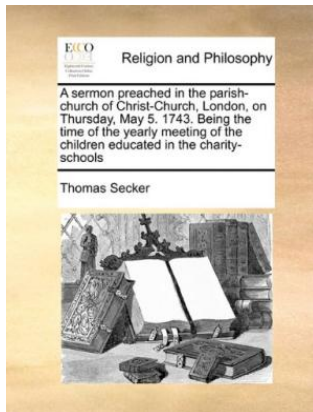 ECCO
Religion and Philosophy
A sermon preached in the parish-
church of Christ-Church, London, on
Thursday, May 5. 1743. Being the
time of the yearly meeting of the
children educated in the charity-
schools
Thomas Secker